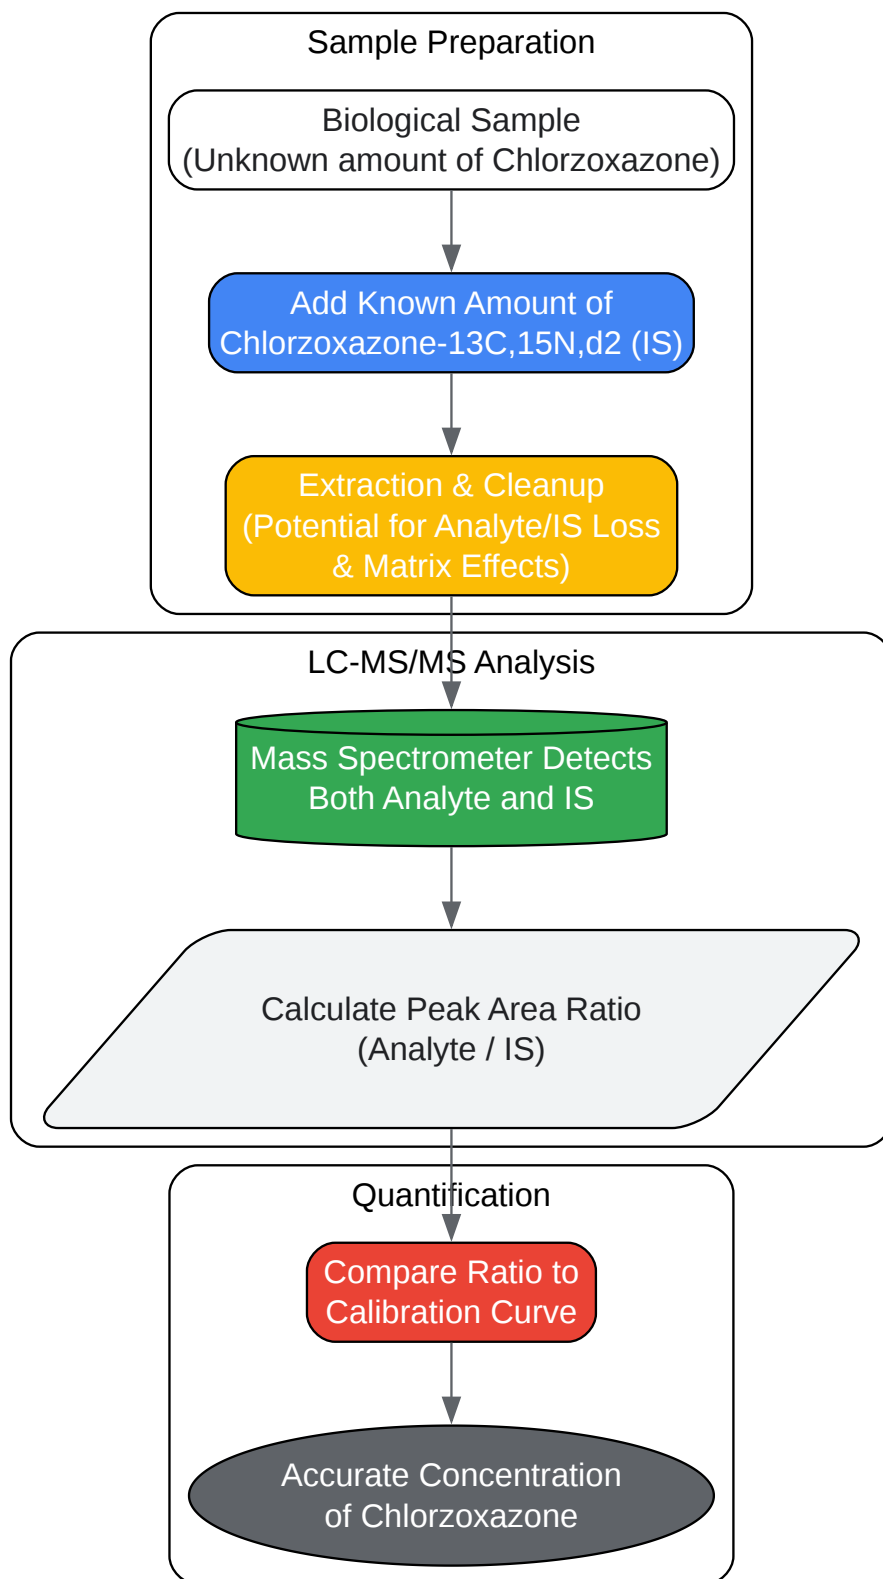 Sample Preparation
Biological Sample
(Unknown amount of Chlorzoxazone)
Add Known Amount of
Chlorzoxazone-13C,15N,d2 (IS)
Extraction & Cleanup
(Potential for Analyte/IS Loss
& Matrix Effects)
LC-MS/MS Analysis
Mass Spectrometer Detects
Both Analyte and IS
Calculate Peak Area Ratio
(Analyte / IS)
Quantification
Compare Ratio to
Calibration Curve
Accurate Concentration
of Chlorzoxazone